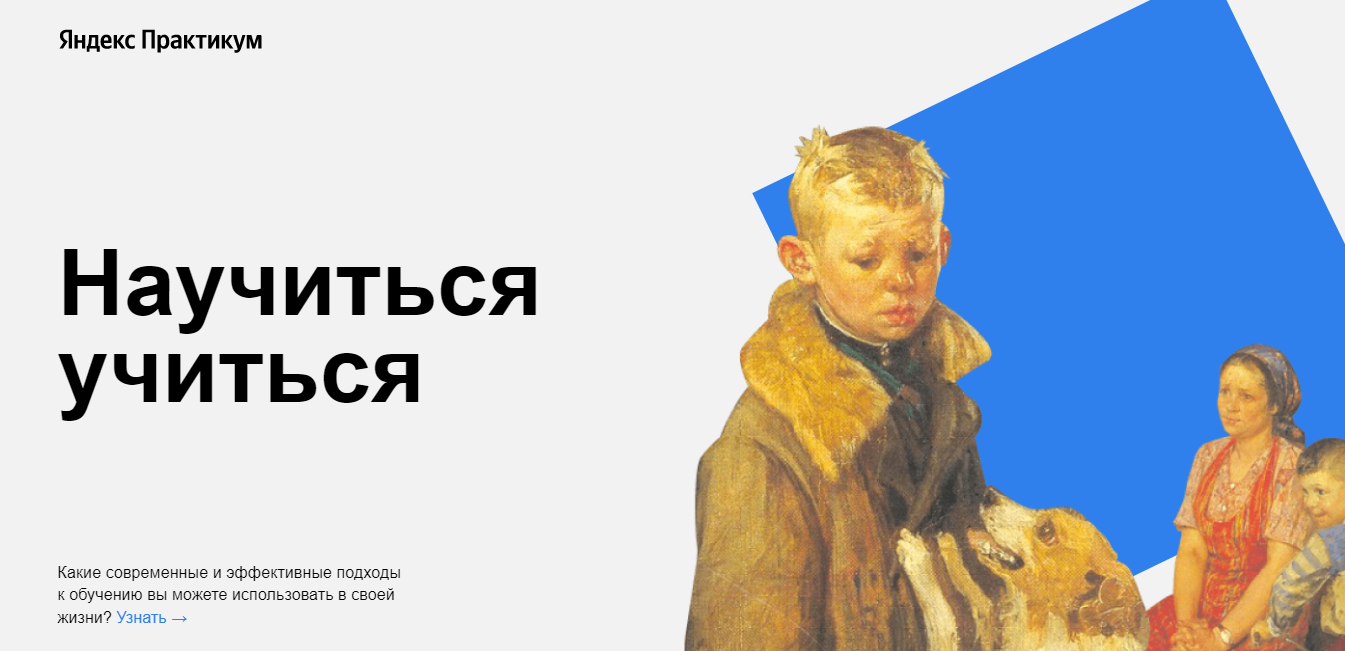 Яндекс Практикум
Научиться
учиться
Какие современные и эффективные подходы
к обучению вы можете использовать в своей
жизни? Узнать →